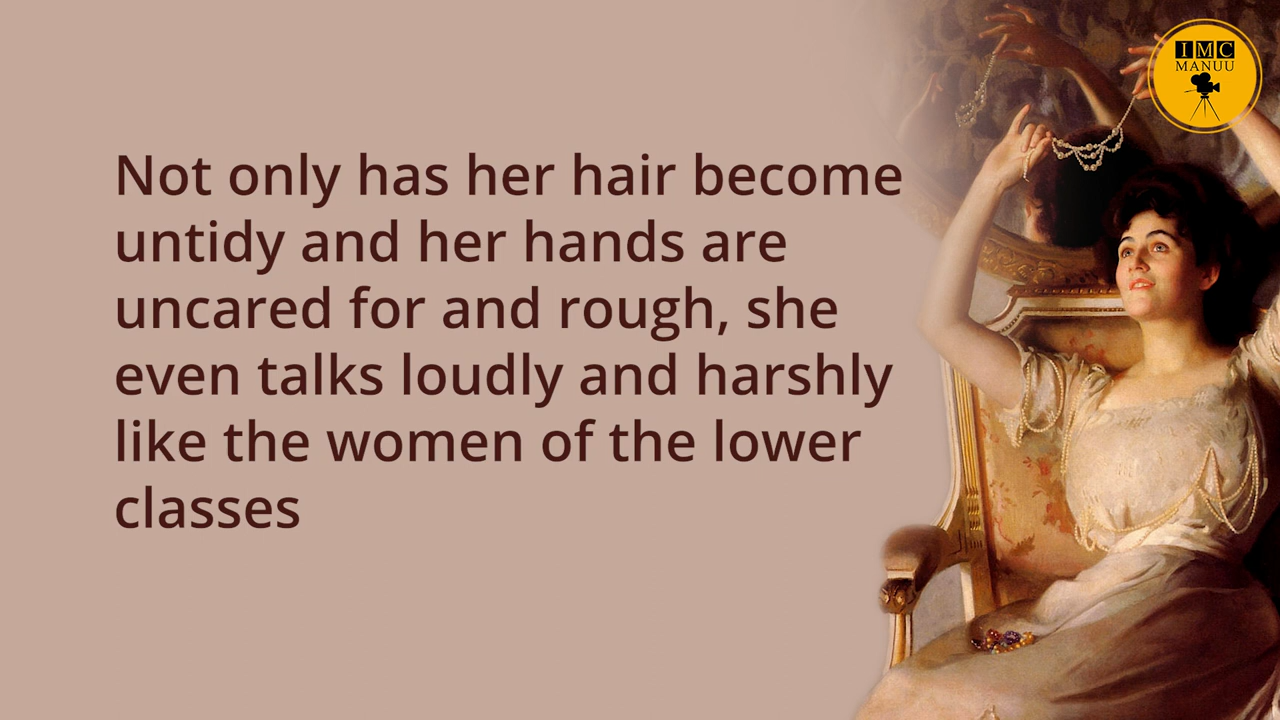 IMC
MANUU
Not only has her hair become
untidy and her hands are
uncared for and rough, she
even talks loudly and harshly
like the women of the lower
classes